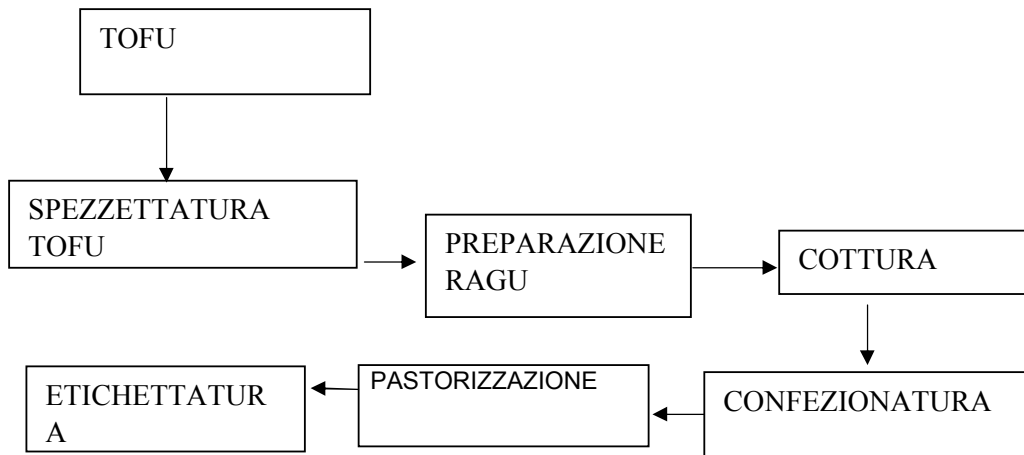 TOFU
SPEZZETTATURA
TOFU
PREPARAZIONE
RAGU
COTTURA
CONFEZIONATURA
PASTORIZZAZIONE
ETICHETTATUR
A